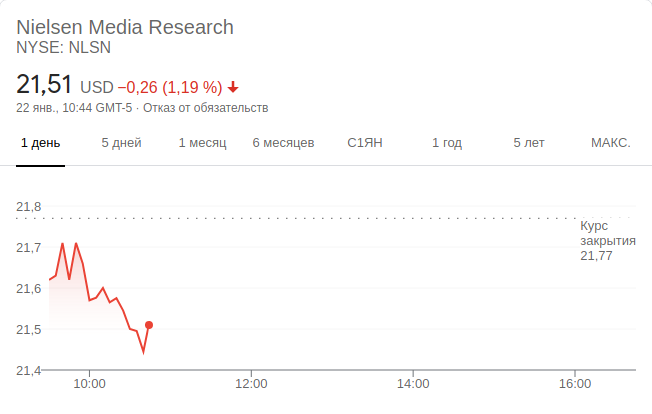 Nielsen Media Research
NYSE: NLSN
21,51 USD −0,26 (1,19 %)
22 янв., 10:44 GMT-5 · Отказ от обязательств
1 день 5 дней 1 месяц 6 месяцев С1ЯН 1 год 5 лет МАКС.
21,8
Курс
закрытия
21,77
21,7
21,6
21,5
21,4
10:00 12:00 14:00 16:00